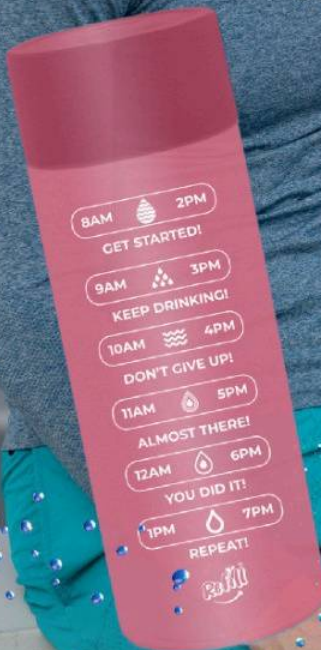 8AM 2PM
GET STARTED!
9AM 3PM
KEEP DRINKING!
10AM 4PM
DON'T GIVE UP!
11AM 5PM
ALMOST THERE!
12AM 6PM
YOU DID IT!
1PM 7PM
REPEAT!
Refill